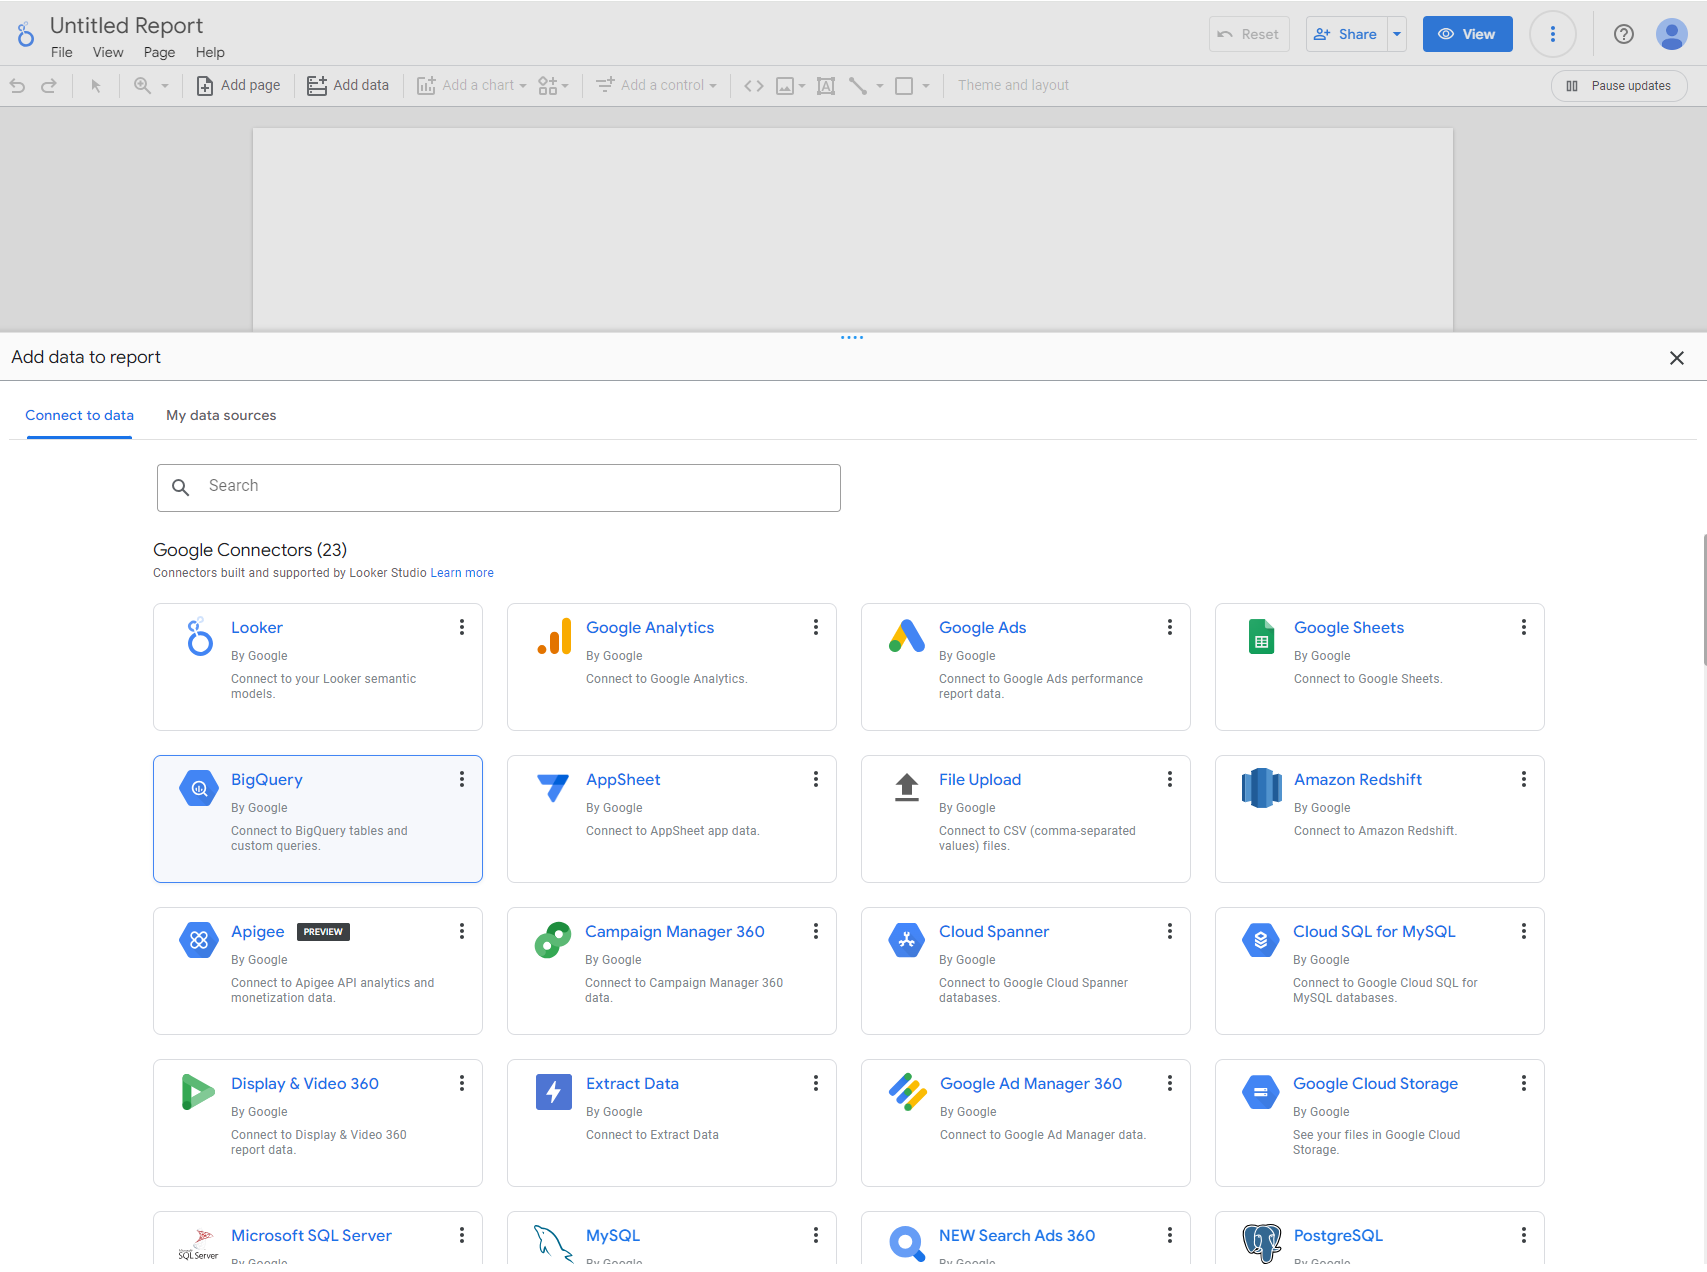 Untitled Report
File View Page Help
Reset
Share
View
Add page
Add data
Add a chart
Add a control
Theme and layout
Pause updates
Add data to report
Connect to data
My data sources
Search
Google Connectors (23)
Connectors built and supported by Looker Studio Learn more
Looker
By Google
Connect to your Looker semantic
models.
Google Analytics
By Google
Connect to Google Analytics.
Google Ads
By Google
Connect to Google Ads performance
report data.
Google Sheets
By Google
Connect to Google Sheets.
BigQuery
By Google
Connect to BigQuery tables and
custom queries.
AppSheet
By Google
Connect to AppSheet app data.
File Upload
By Google
Connect to CSV (comma-separated
values) files.
Amazon Redshift
By Google
Connect to Amazon Redshift.
Apigee PREVIEW
By Google
Connect to Apigee API analytics and
monetization data.
Campaign Manager 360
By Google
Connect to Campaign Manager 360
data.
Cloud Spanner
By Google
Connect to Google Cloud Spanner
databases.
Cloud SQL for MySQL
By Google
Connect to Google Cloud SQL for
MySQL databases.
Display & Video 360
By Google
Connect to Display & Video 360
report data.
Extract Data
By Google
Connect to Extract Data
Google Ad Manager 360
By Google
Connect to Google Ad Manager data.
Google Cloud Storage
By Google
See your files in Google Cloud
Storage.
SQL Server
Microsoft SQL Server
By Google
MySQL
By Google
NEW Search Ads 360
By Google
PostgreSQL
By Google